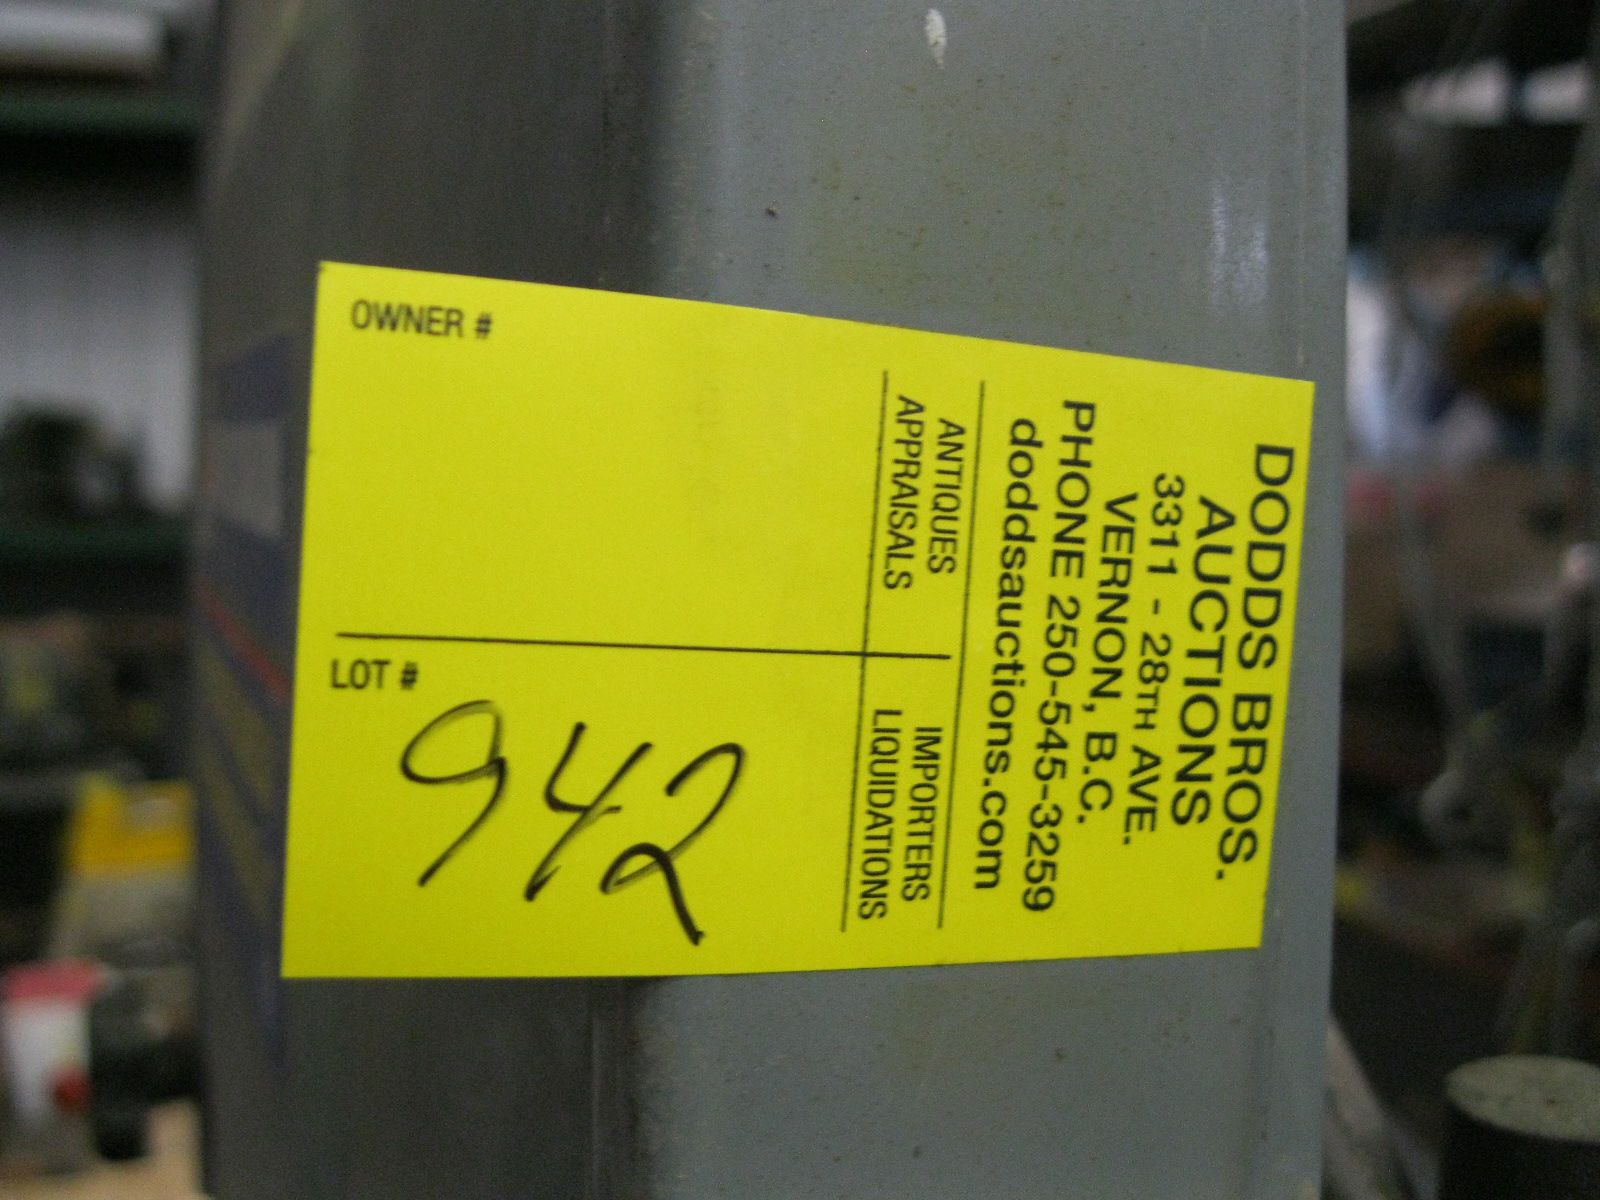 DODDS BROS.
AUCTIONS
3311 - 28TH AVE.
VERNON, B.C.
PHONE 250-545-3259
doddsauctions.com
ANTIQUES
APPRAISALS
IMPORTERS
LIQUIDATIONS
OWNER #
LOT #
942